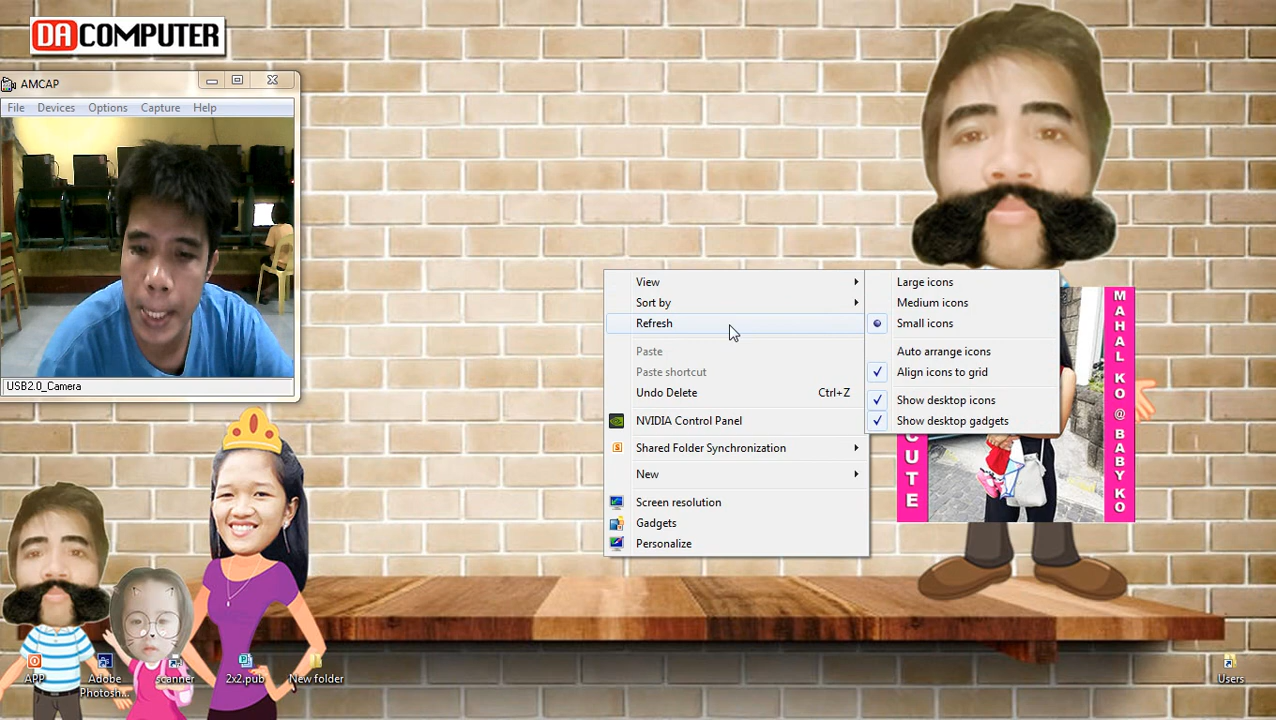 DA COMPUTER
AMCAP
File Devices Options Capture Help
USB2.0_Camera
View
Sort by
Refresh
Paste
Paste shortcut
Undo Delete Ctrl+Z
NVIDIA Control Panel
Shared Folder Synchronization
New
Screen resolution
Gadgets
Personalize
Large icons
Medium icons
Small icons
Auto arrange icons
Align icons to grid
Show desktop icons
Show desktop gadgets
CUTE
MAHAL KO @ BABY KO
APP
Adobe
Photosh...
scanner
2x2.pub
New folder
Users